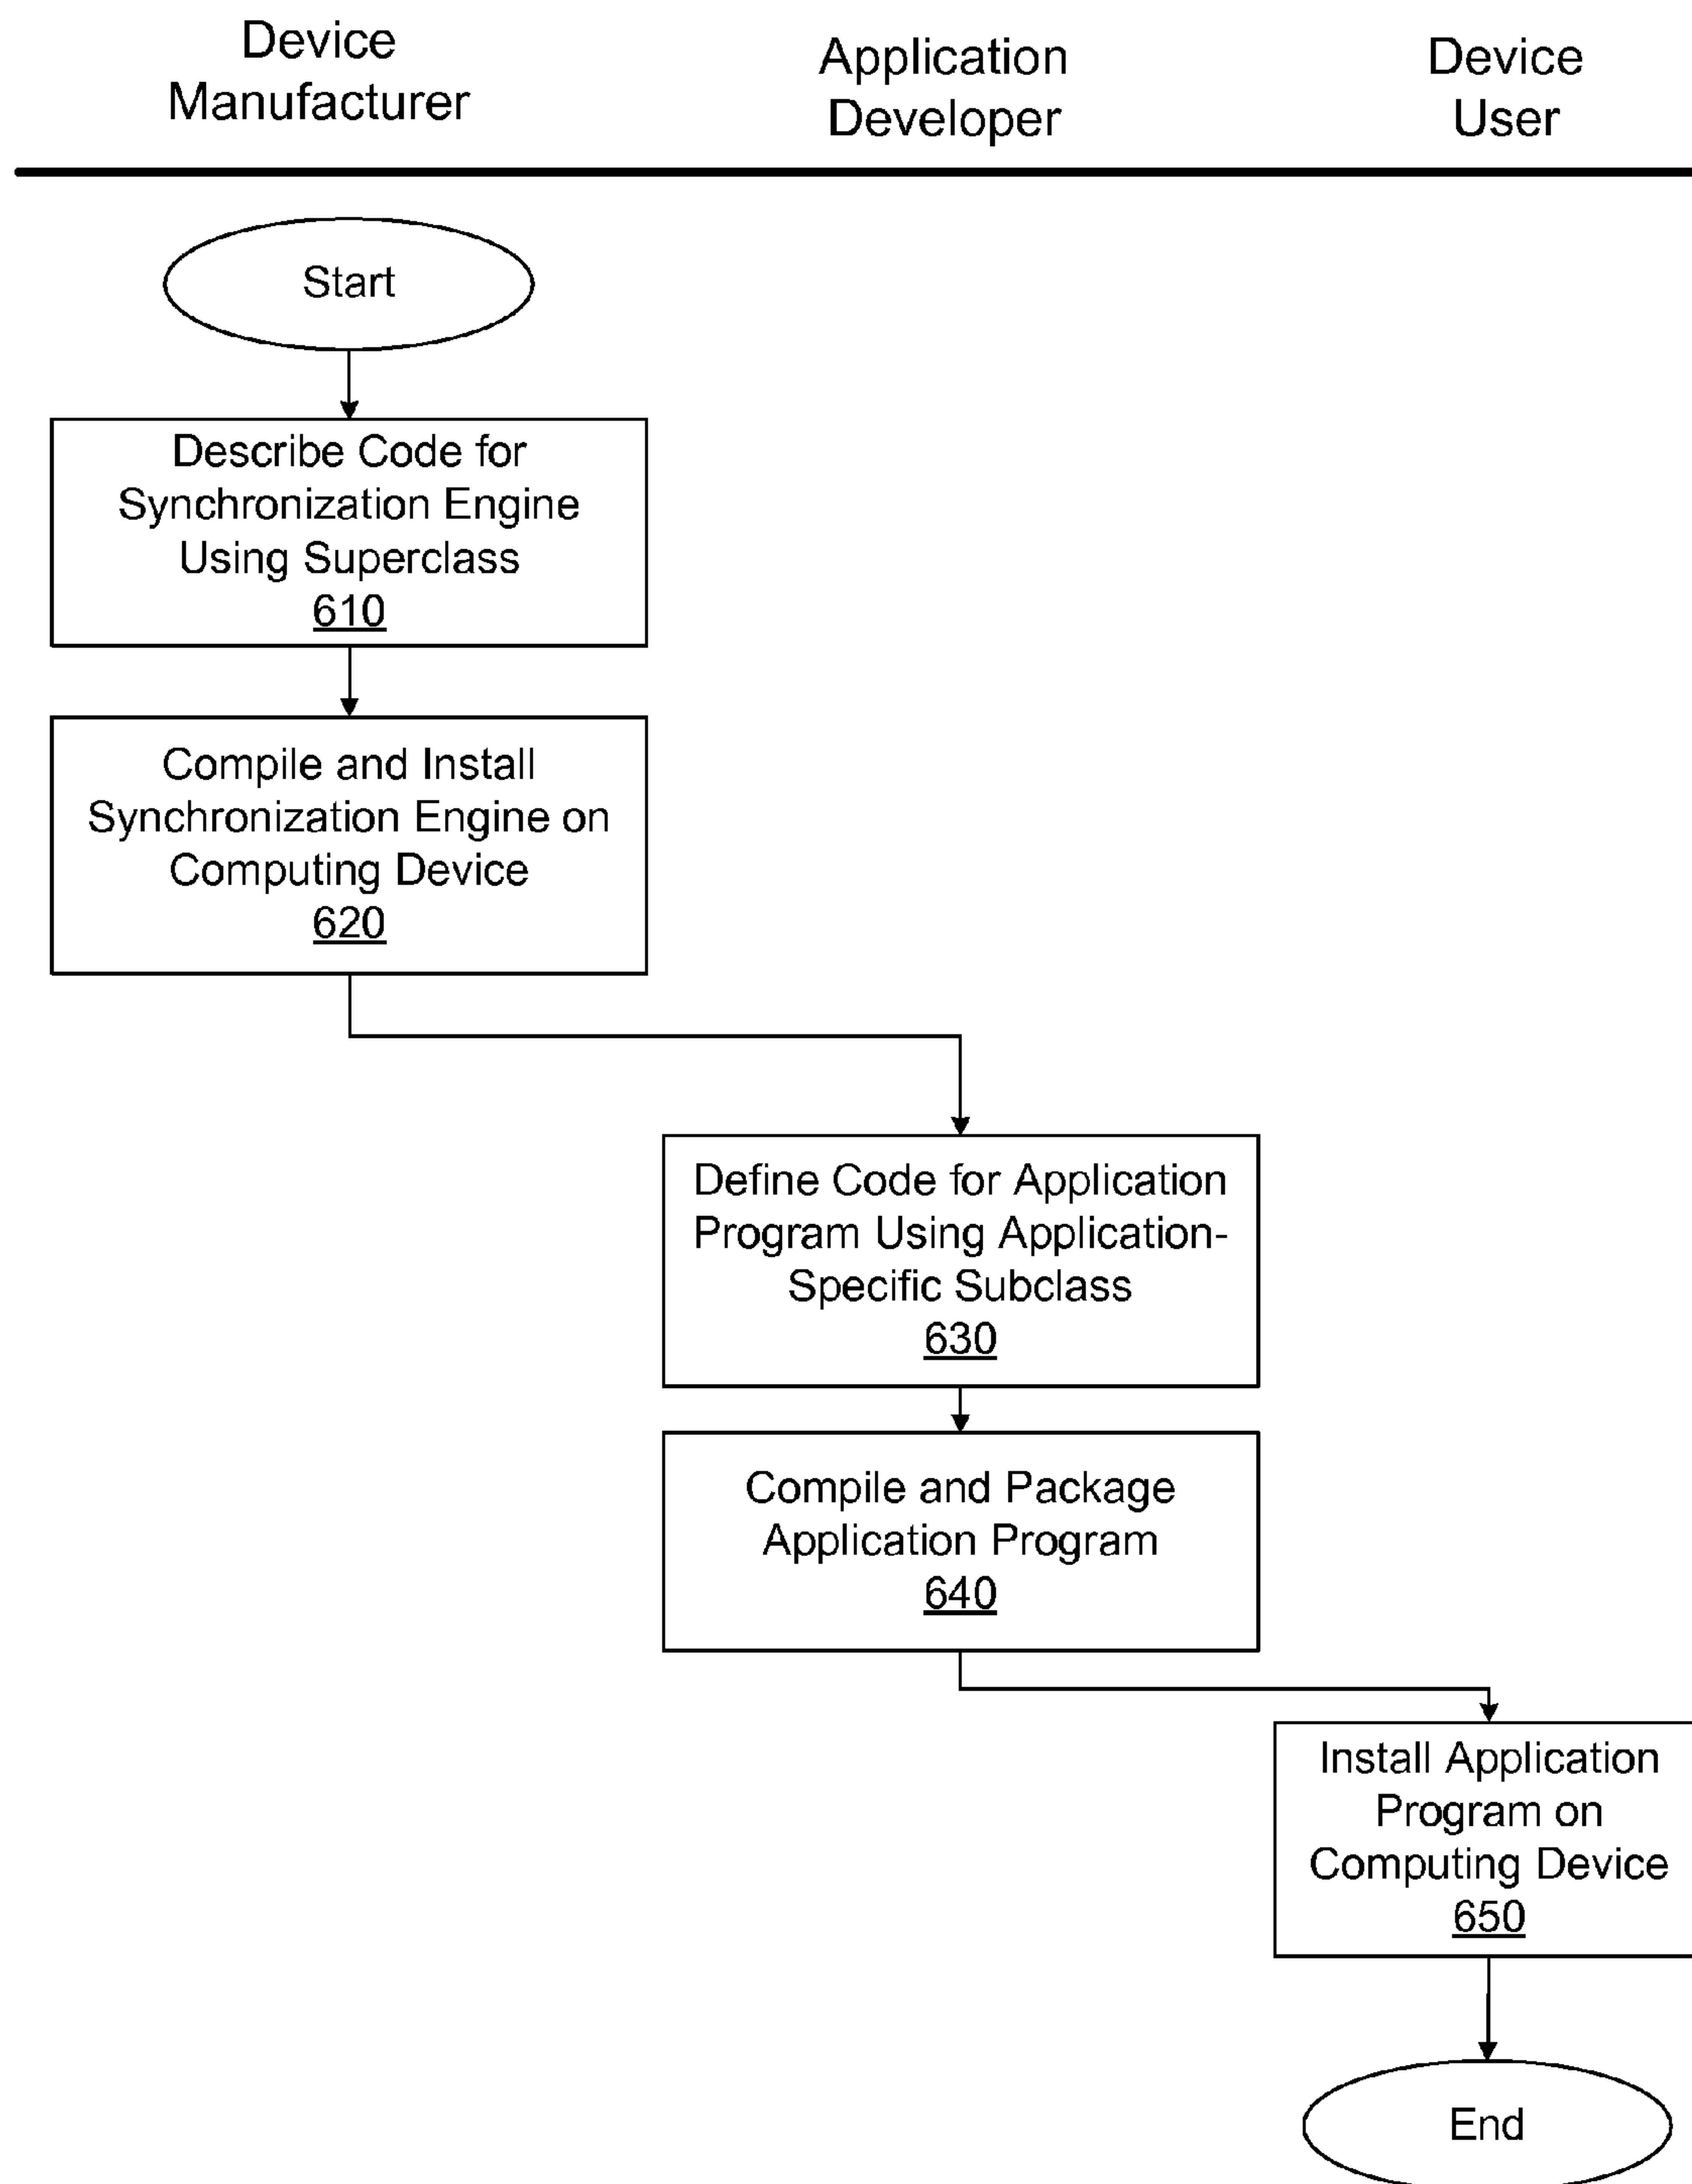 Device
Manufacturer
Application
Developer
Device
User
Start
Describe Code for
Synchronization Engine
Using Superclass
610
Compile and Install
Synchronization Engine on
Computing Device
620
Define Code for Application
Program Using Application-
Specific Subclass
630
Compile and Package
Application Program
640
Install Application
Program on
Computing Device
650
End